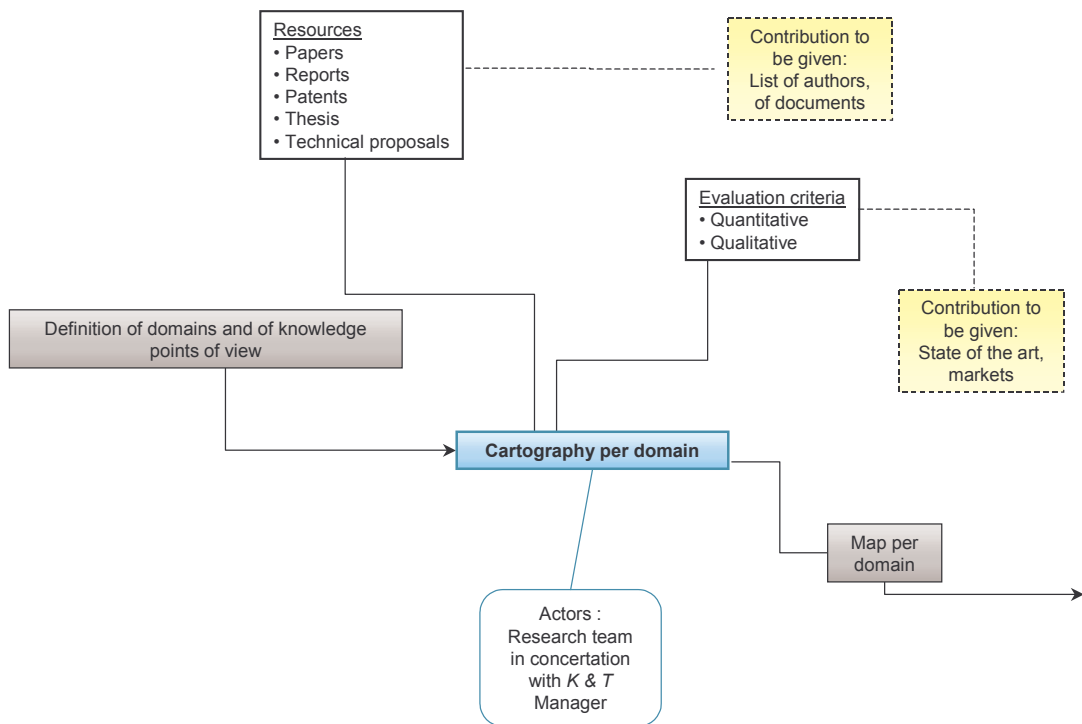 Resources
• Papers
• Reports
• Patents
• Thesis
• Technical proposals
Contribution to
be given:
List of authors,
of documents
Evaluation criteria
• Quantitative
• Qualitative
Contribution to
be given:
State of the art,
markets
Definition of domains and of knowledge
points of view
Cartography per domain
Map per
domain
Actors :
Research team
in concertation
with K & T
Manager